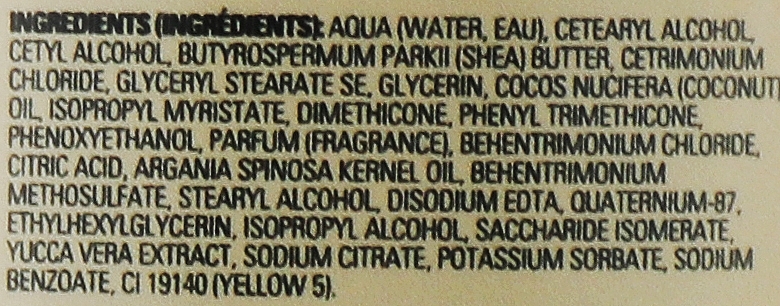 INGREDIENTS (INGRÉDIENTS): AQUA (WATER, EAU), CETEARYL ALCOHOL,
CETYL ALCOHOL, BUTYROSPERMUM PARKII (SHEA) BUTTER, CETRIMONIUM
CHLORIDE, GLYCERYL STEARATE SE, GLYCERIN, COCOS NUCIFERA (COCONUT)
OIL, ISOPROPYL MYRISTATE, DIMETHICONE, PHENYL TRIMETHICONE,
PHENOXYETHANOL, PARFUM (FRAGRANCE), BEHENTRIMONIUM CHLORIDE,
CITRIC ACID, ARGANIA SPINOSA KERNEL OIL, BEHENTRIMONIUM
METHOSULFATE, STEARYL ALCOHOL, DISODIUM EDTA, QUATERNIUM-87,
ETHYLHEXYLGLYCERIN, ISOPROPYL ALCOHOL, SACCHARIDE ISOMERATE,
YUCCA VERA EXTRACT, SODIUM CITRATE, POTASSIUM SORBATE, SODIUM
BENZOATE, CI 19140 (YELLOW 5).